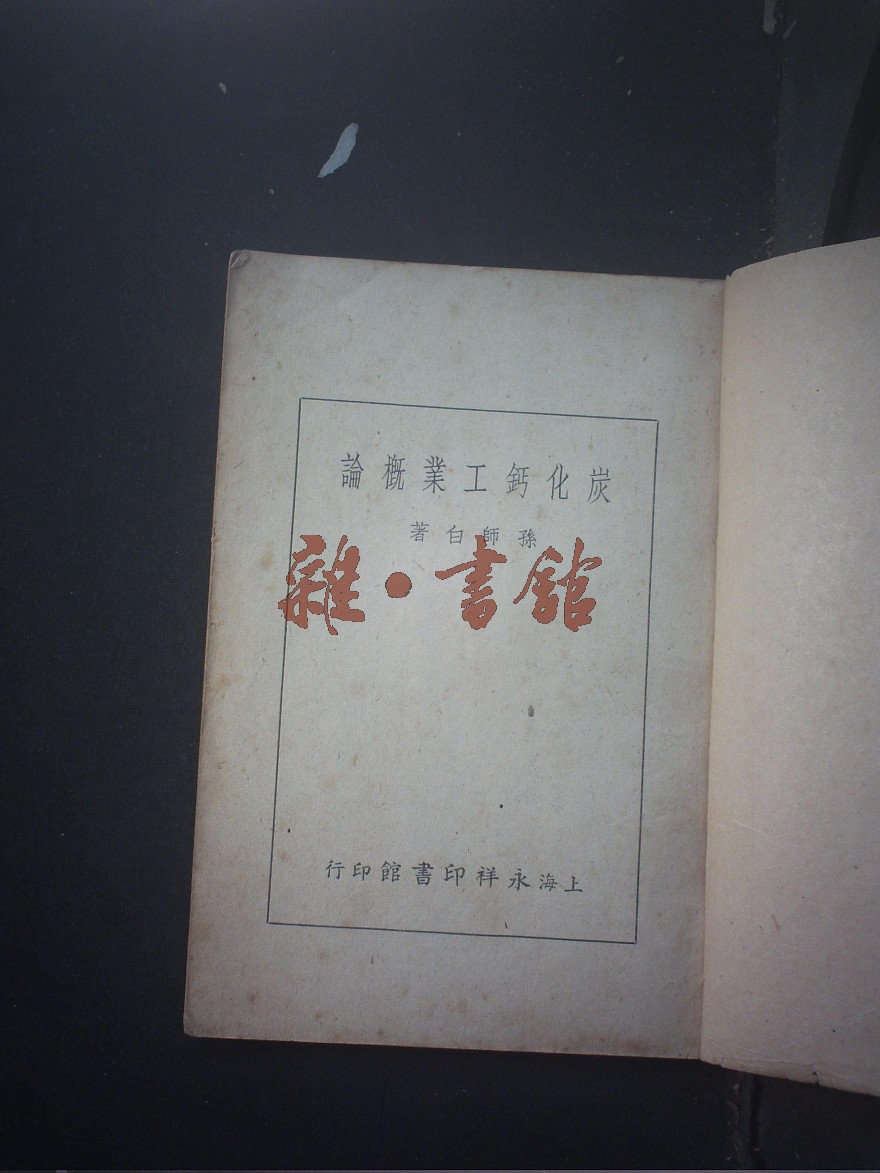 炭化鈣工業概論
孫師白著
雜·書館
上海永祥印書館印行